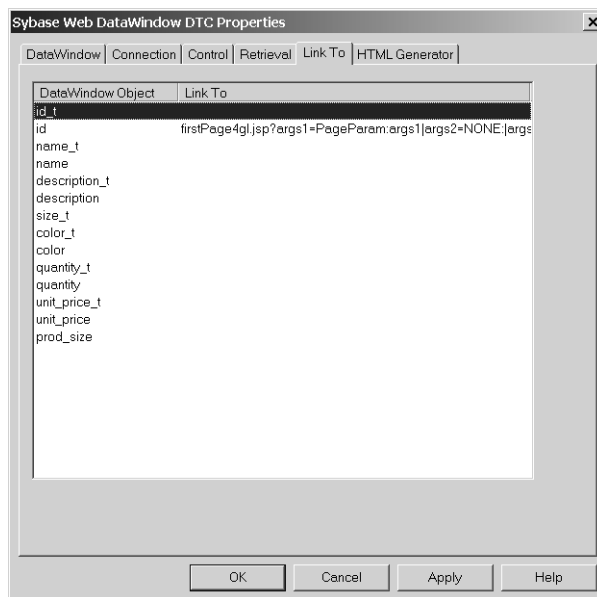 Sybase Web DataWindow DTC Properties
DataWindow Connection Control Retrieval Link To HTML Generator
DataWindow Object Link To
id_t
id firstPage4gl.jsp?args1=PageParam:args1|args2=NONE:|args
name_t
name
description_t
description
size_t
color_t
color
quantity_t
quantity
unit_price_t
unit_price
prod_size
OK Cancel Apply Help